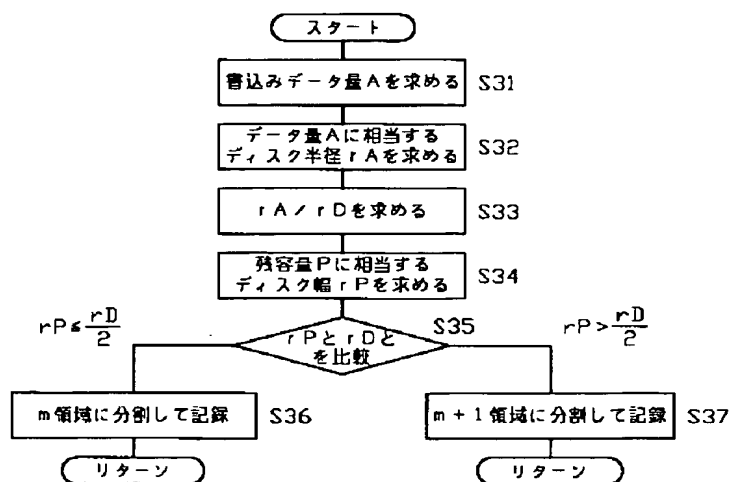 スタート
書込みデータ量Aを求める
S31
データ量Aに相当する
ディスク半径rAを求める
S32
rA/rDを求める
S33
残容量Pに相当する
ディスク幅rPを求める
S34
rPとrDと
を比較
S35
rP≦rD/2
rP>rD/2
m領域に分割して記録
S36
m+1領域に分割して記録
S37
リターン
リターン